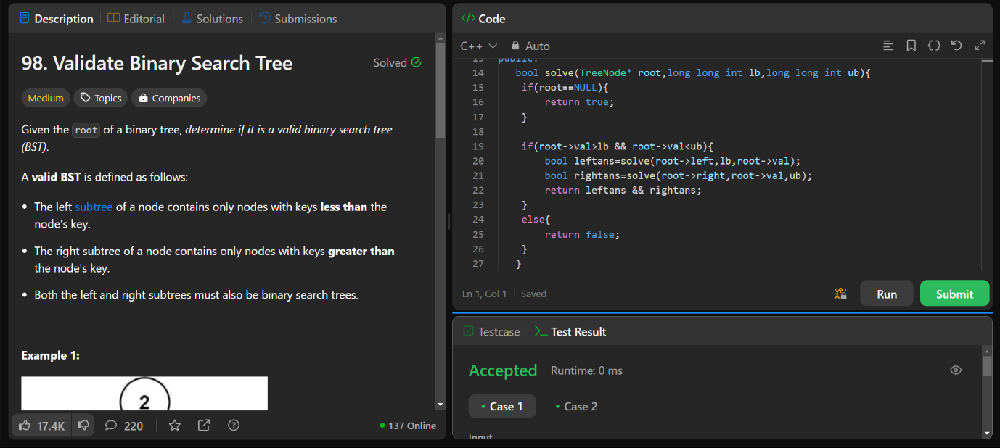 Description
Editorial
Solutions
Submissions
98. Validate Binary Search Tree
Solved
Medium
Topics
Companies
Given the root of a binary tree, determine if it is a valid binary search tree
(BST).
A valid BST is defined as follows:
• The left subtree of a node contains only nodes with keys less than the
node's key.
• The right subtree of a node contains only nodes with keys greater than
the node's key.
• Both the left and right subtrees must also be binary search trees.
Example 1:
2
17.4K
220
137 Online
</> Code
C++
Auto
13 public:
14 bool solve(TreeNode* root,long long int lb,long long int ub){
15 if(root==NULL){
16 return true;
17 }
18
19 if(root->val>lb && root->val<ub){
20 bool leftans=solve(root->left,lb,root->val);
21 bool rightans=solve(root->right,root->val,ub);
22 return leftans && rightans;
23 }
24 else{
25 return false;
26 }
27 }
Ln 1, Col 1
Saved
Run
Submit
Testcase
>_ Test Result
Accepted
Runtime: 0 ms
• Case 1
• Case 2
Input